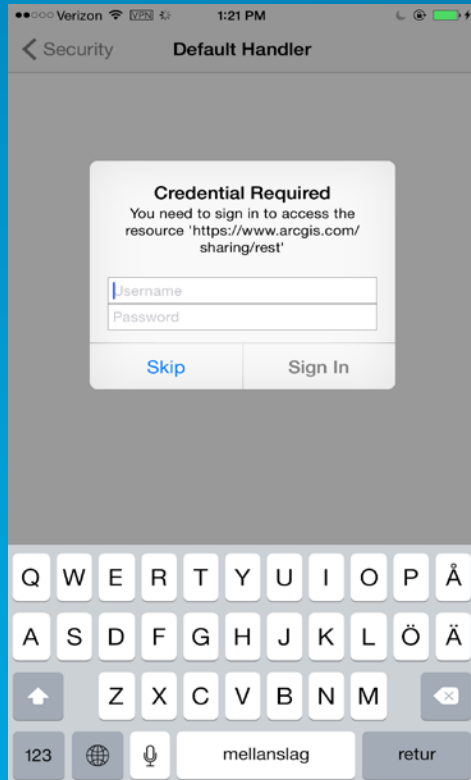 Verizon VPN 1:21 PM
Security Default Handler
Credential Required
You need to sign in to access the
resource 'https://www.arcgis.com/
sharing/rest'
Username
Password
Skip Sign In
Q W E R T Y U I O P Å
A S D F G H J K L Ö Ä
Z X C V B N M
123 mellanslag retur